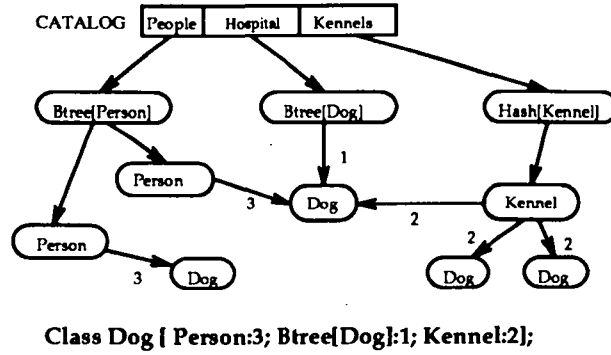 CATALOG People Hospital Kennels
Btree[Person] Btree[Dog] Hash[Kennel]
1
Person 3 Dog 2 Kennel
Person 3 Dog 2 2
Dog Dog
Class Dog [ Person:3; Btree[Dog]:1; Kennel:2];